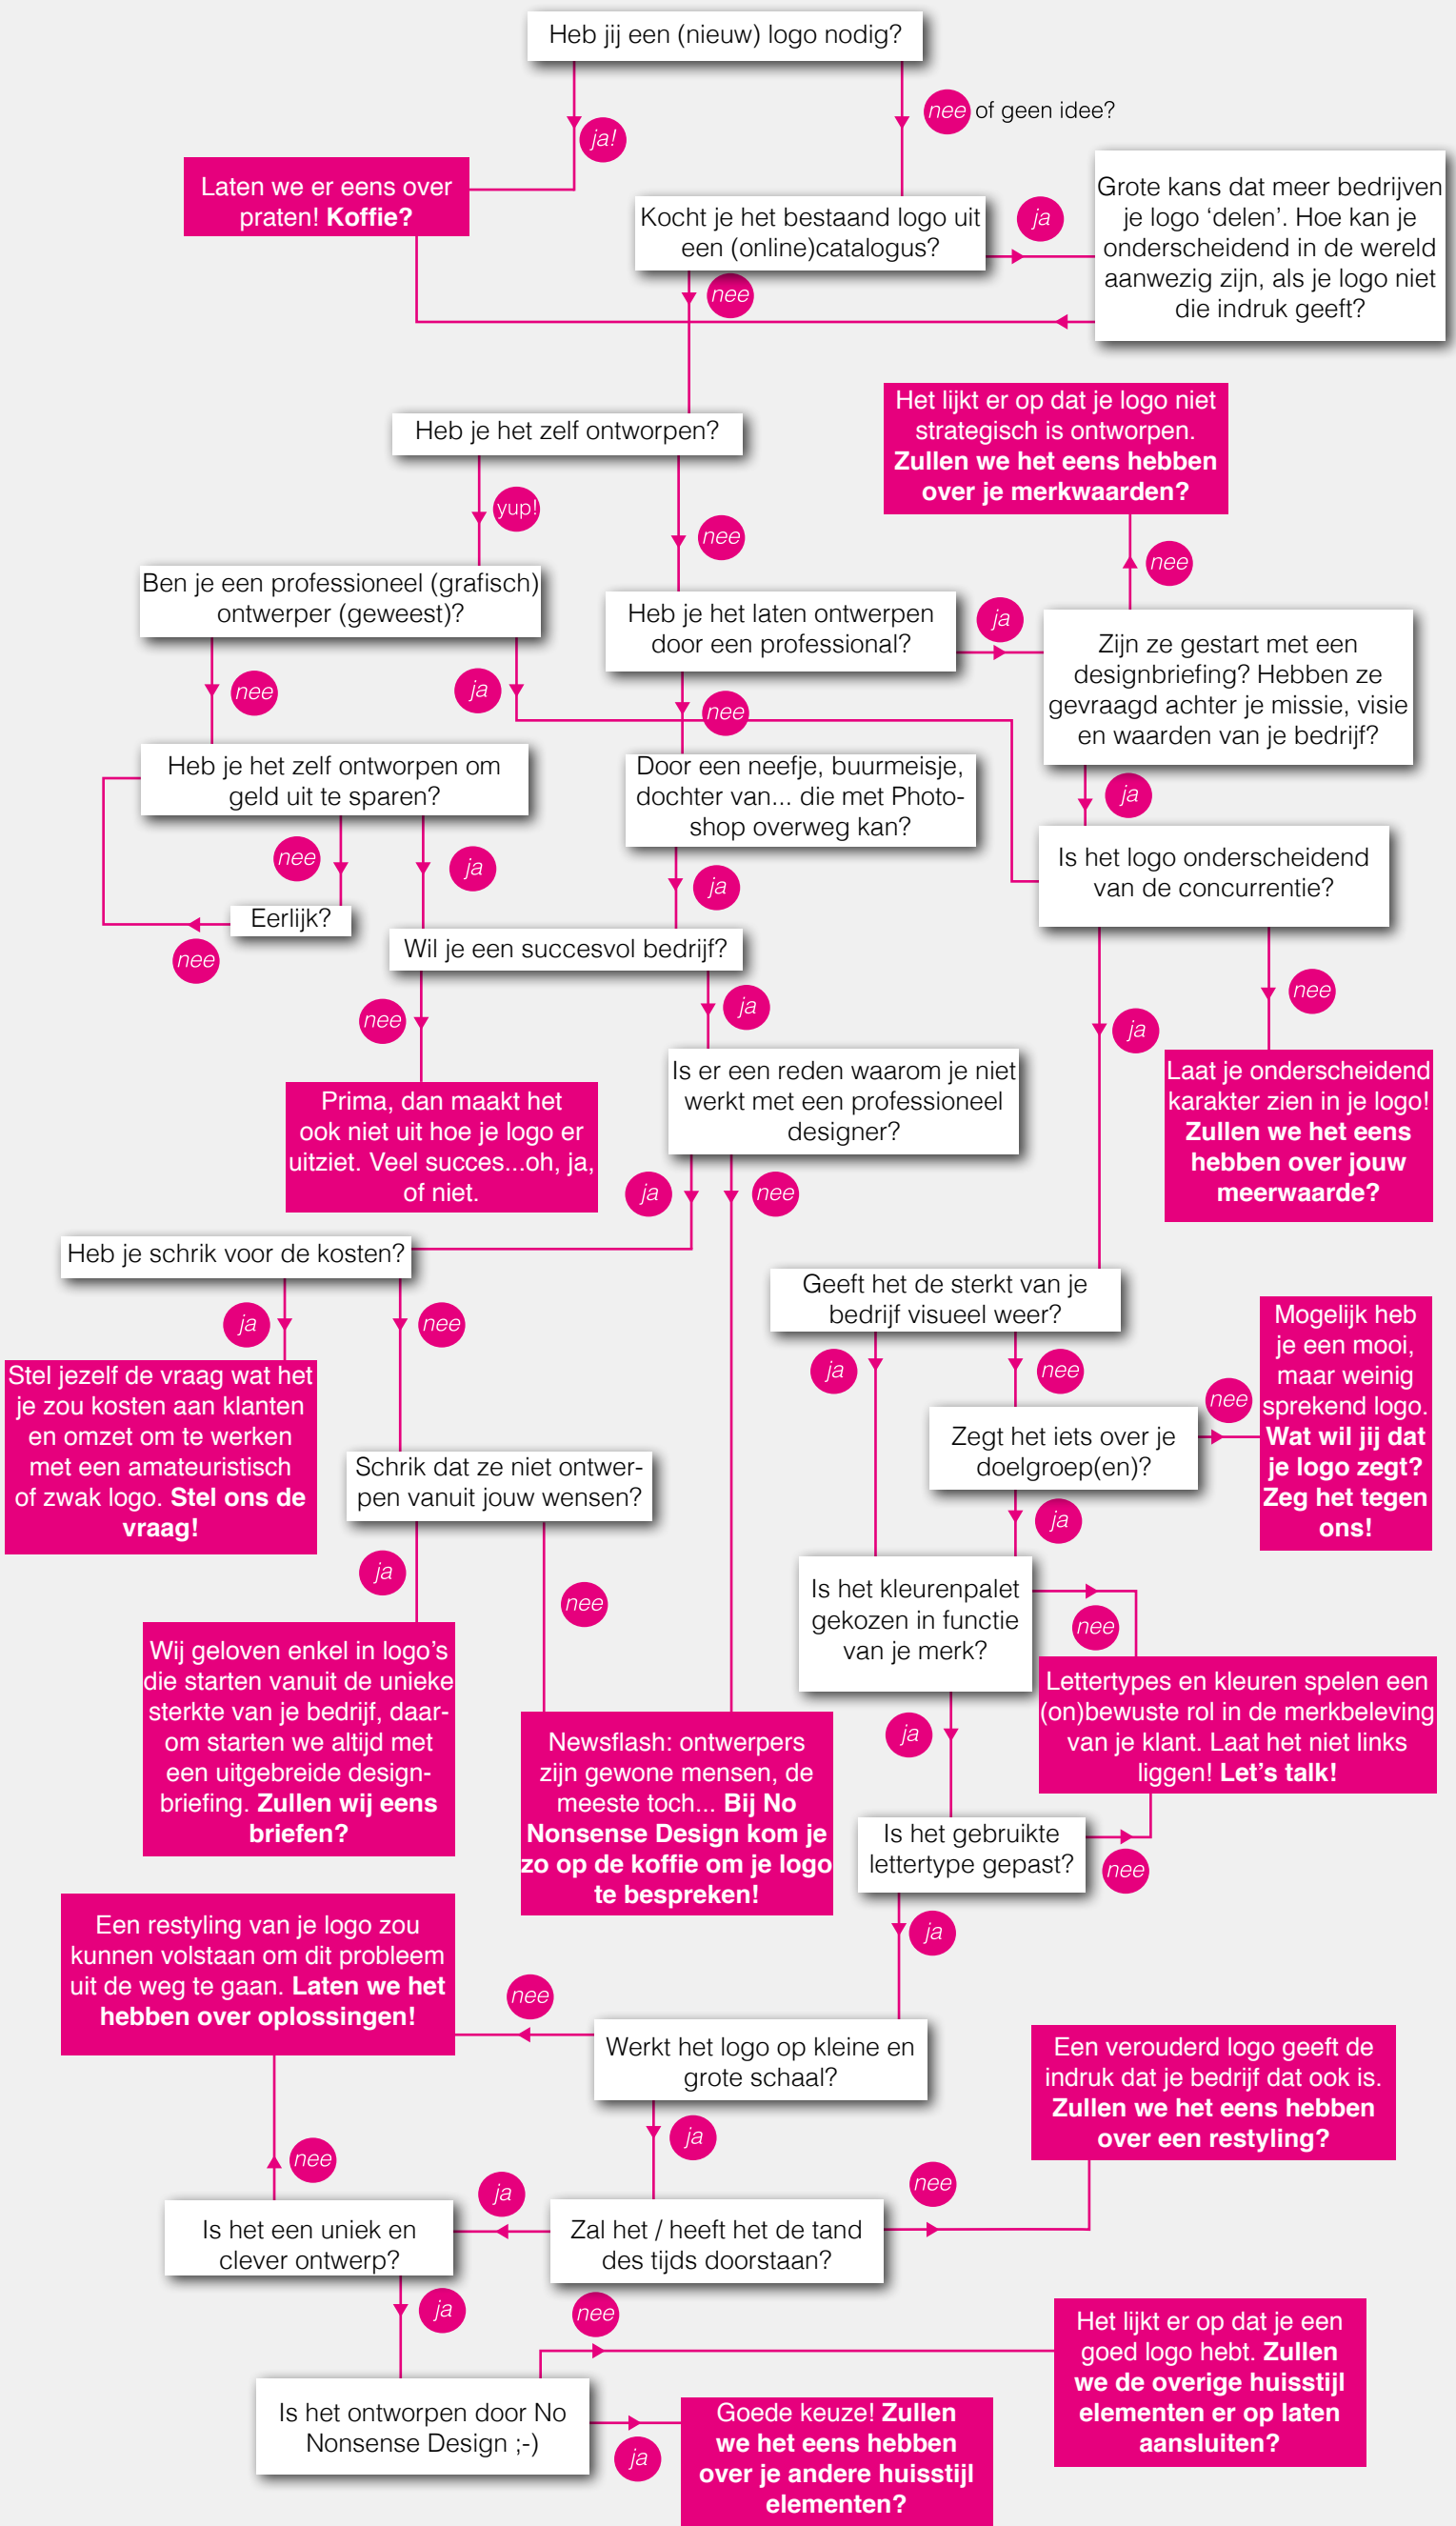 Heb jij een (nieuw) logo nodig?
nee of geen idee?
ja!
Laten we er eens over
praten! Koffie?
Kocht je het bestaand logo uit
een (online)catalogus?
ja
Grote kans dat meer bedrijven
je logo ‘delen’. Hoe kan je
onderscheidend in de wereld
aanwezig zijn, als je logo niet
die indruk geeft?
nee
Heb je het zelf ontworpen?
Het lijkt er op dat je logo niet
strategisch is ontworpen.
Zullen we het eens hebben
over je merkwaarden?
yup!
nee
nee
Ben je een professioneel (grafisch)
ontwerper (geweest)?
Heb je het laten ontwerpen
door een professional?
ja
Zijn ze gestart met een
designbriefing? Hebben ze
gevraagd achter je missie, visie
en waarden van je bedrijf?
nee
ja
nee
Heb je het zelf ontworpen om
geld uit te sparen?
Door een neefje, buurmeisje,
dochter van... die met Photo-
shop overweg kan?
ja
nee
ja
ja
Is het logo onderscheidend
van de concurrentie?
Eerlijk?
nee
Wil je een succesvol bedrijf?
nee
ja
nee
ja
Is er een reden waarom je niet
werkt met een professioneel
designer?
Prima, dan maakt het
ook niet uit hoe je logo er
uitziet. Veel succes...oh, ja,
of niet.
Laat je onderscheidend
karakter zien in je logo!
Zullen we het eens
hebben over jouw
meerwaarde?
ja
nee
Heb je schrik voor de kosten?
Geeft het de sterkt van je
bedrijf visueel weer?
ja
nee
ja
nee
Mogelijk heb
je een mooi,
maar weinig
sprekend logo.
Wat wil jij dat
je logo zegt?
Zeg het tegen
ons!
nee
Stel jezelf de vraag wat het
je zou kosten aan klanten
en omzet om te werken
met een amateuristisch
of zwak logo. Stel ons de
vraag!
Schrik dat ze niet ontwer-
pen vanuit jouw wensen?
Zegt het iets over je
doelgroep(en)?
ja
ja
nee
Is het kleurenpalet
gekozen in functie
van je merk?
nee
Wij geloven enkel in logo’s
die starten vanuit de unieke
sterkte van je bedrijf, daar-
om starten we altijd met
een uitgebreide design-
briefing. Zullen wij eens
briefen?
Lettertypes en kleuren spelen een
(on)bewuste rol in de merkbeleving
van je klant. Laat het niet links
liggen! Let’s talk!
ja
Newsflash: ontwerpers
zijn gewone mensen, de
meeste toch... Bij No
Nonsense Design kom je
zo op de koffie om je logo
te bespreken!
Is het gebruikte
lettertype gepast?
nee
Een restyling van je logo zou
kunnen volstaan om dit probleem
uit de weg te gaan. Laten we het
hebben over oplossingen!
ja
nee
Werkt het logo op kleine en
grote schaal?
Een verouderd logo geeft de
indruk dat je bedrijf dat ook is.
Zullen we het eens hebben
over een restyling?
ja
nee
ja
nee
Is het een uniek en
clever ontwerp?
Zal het / heeft het de tand
des tijds doorstaan?
ja
nee
Het lijkt er op dat je een
goed logo hebt. Zullen
we de overige huisstijl
elementen er op laten
aansluiten?
Is het ontworpen door No
Nonsense Design ;-)
ja
Goede keuze! Zullen
we het eens hebben
over je andere huisstijl
elementen?